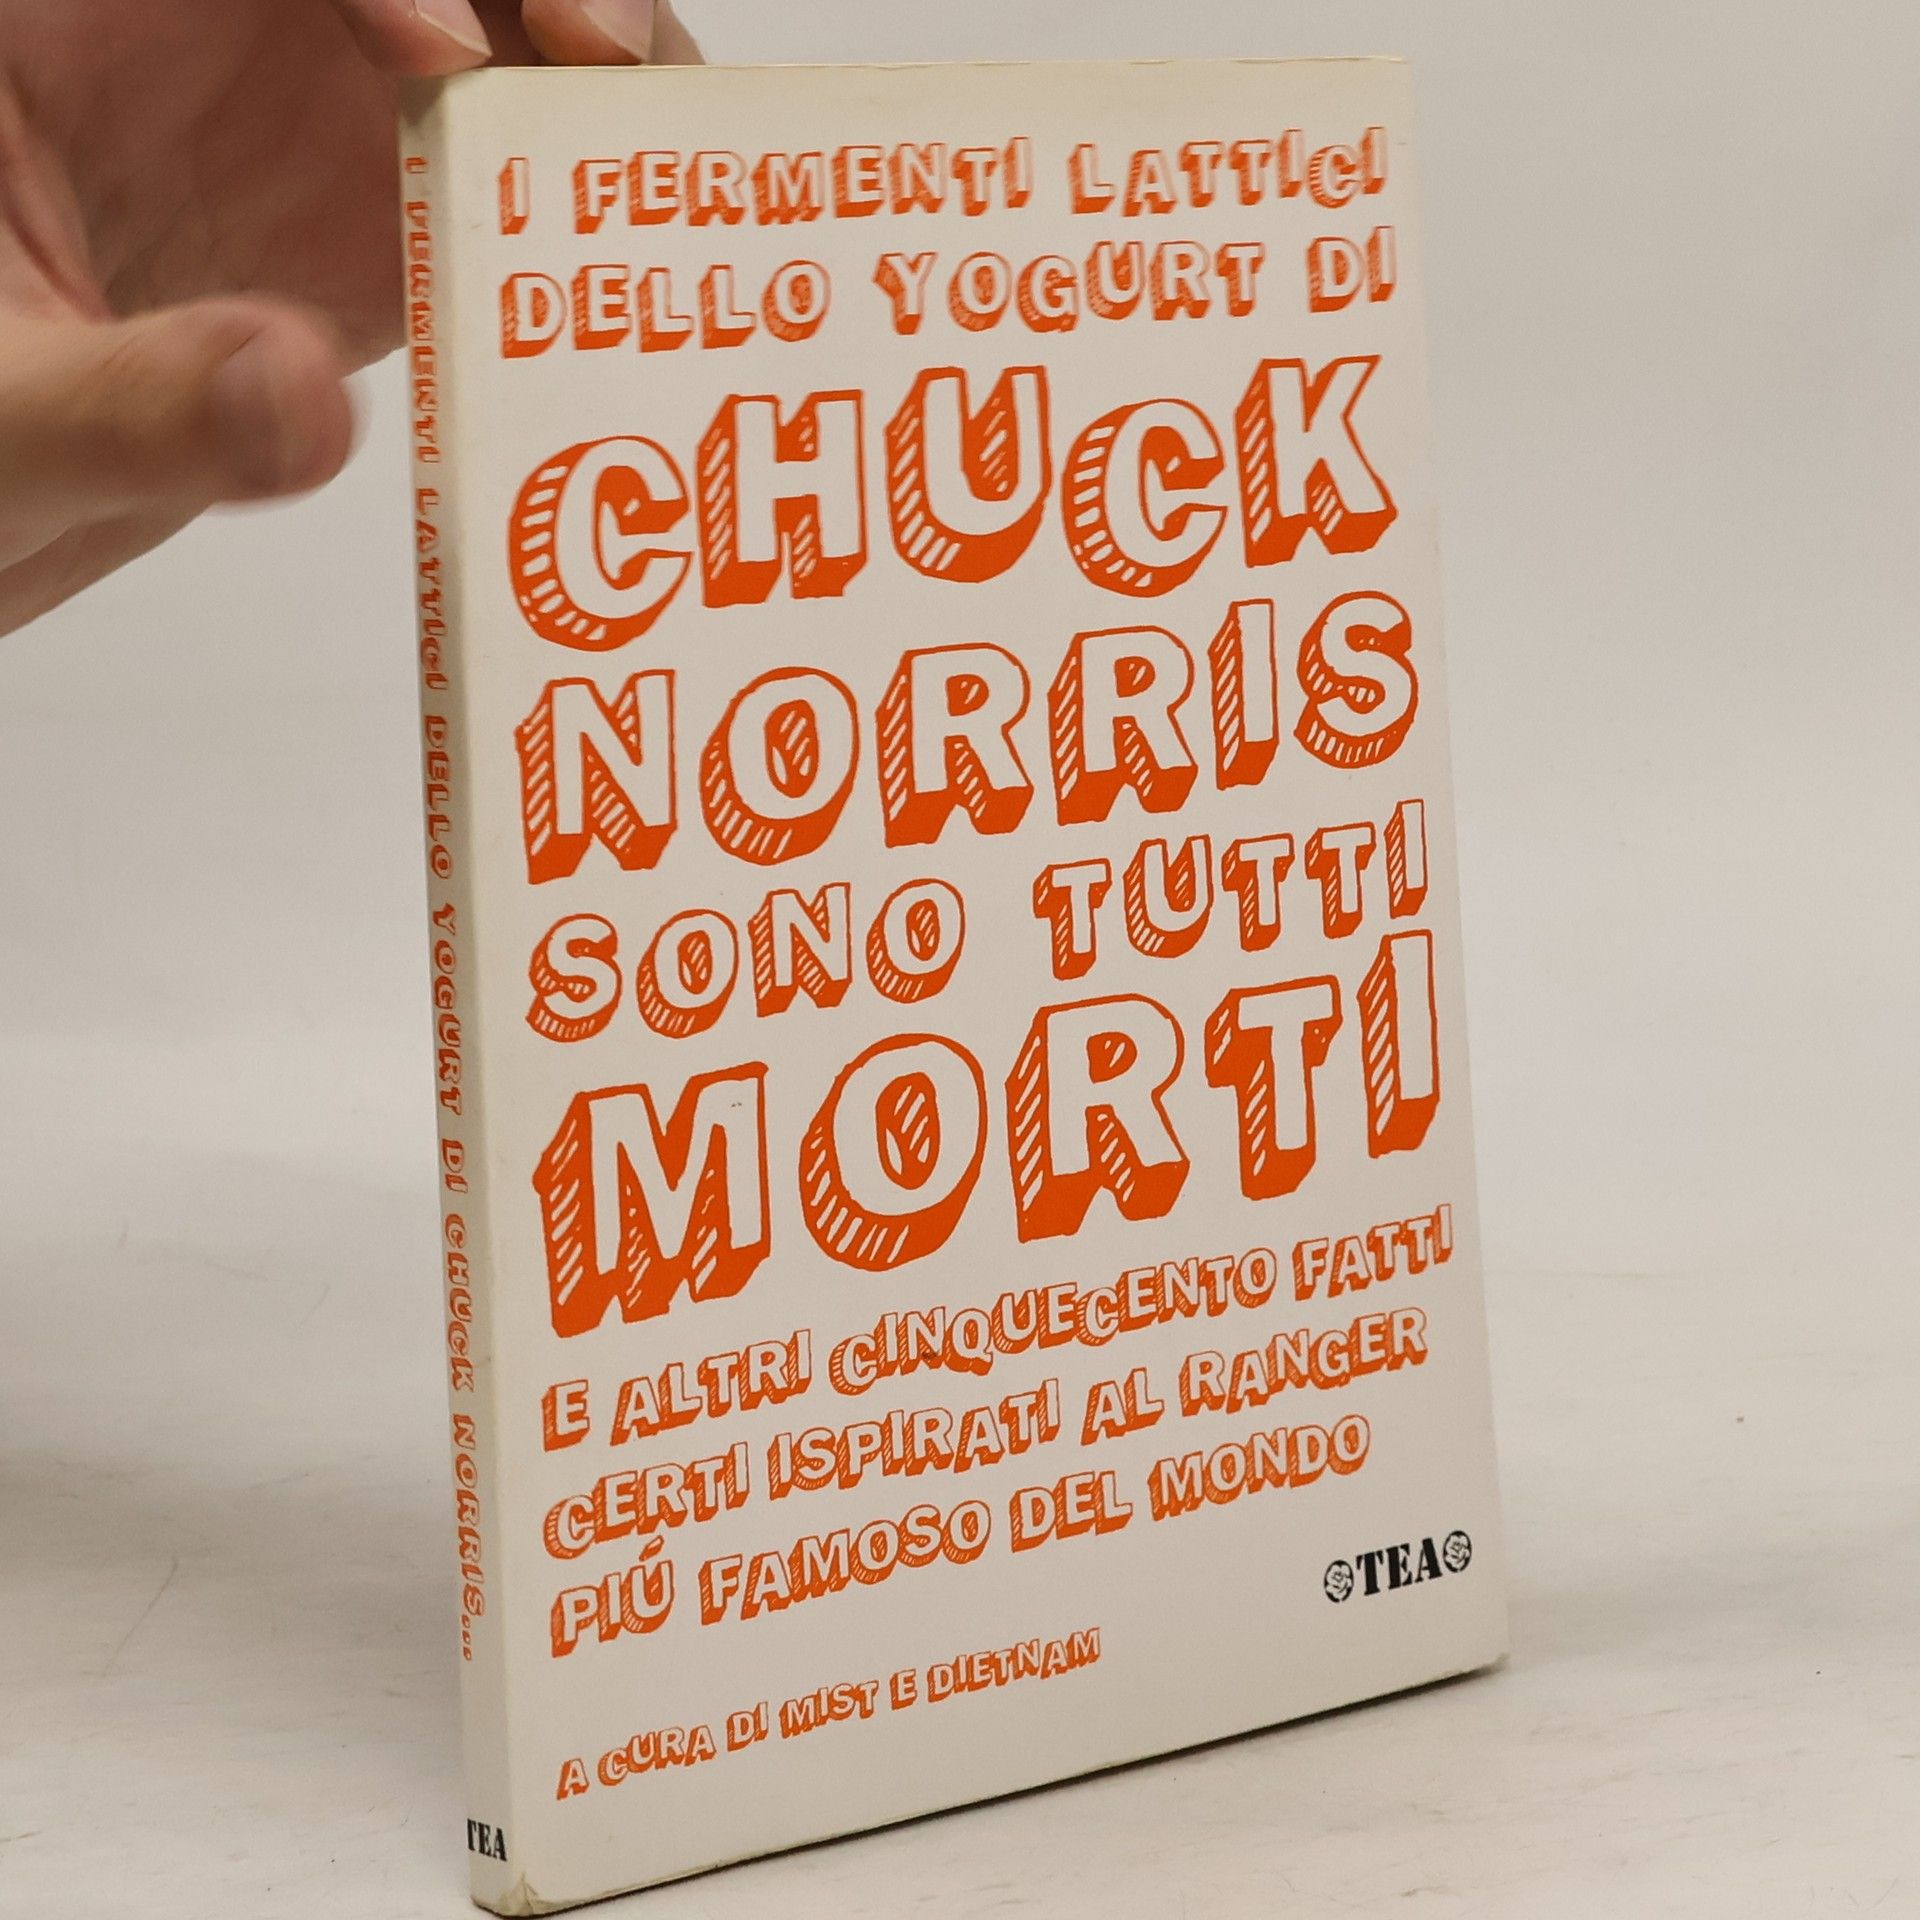 I FERMENTI LATTICI
DELLO YOGURT DI
CHUCK
NORRIS
SONO TUTTI
MORTI
E ALTRI CINQUECENTO FATTI
CERTI ISPIRATI AL RANGER
PIÚ FAMOSO DEL MONDO
TEA
A CURA DI MIST E DIETNAM
I FERMENTI LATTICI DELLO YOGURT DI CHUCK NORRIS...
TEA